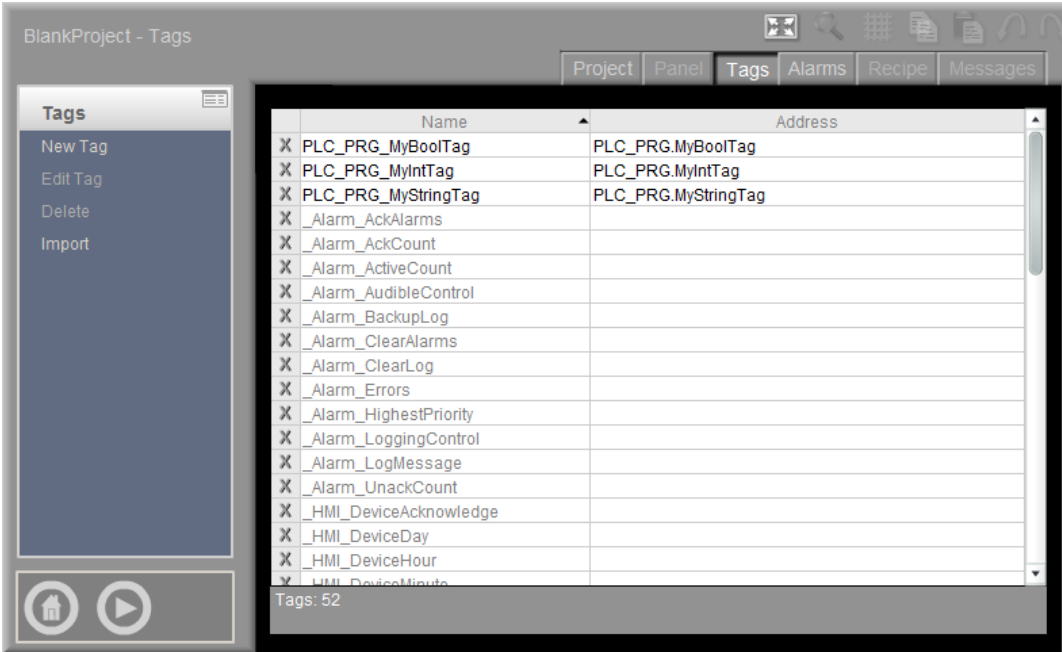 BlankProject - Tags
Project Panel Tags Alarms Recipe Messages
Tags
New Tag
Edit Tag
Delete
Import
Name Address
X PLC_PRG_MyBoolTag PLC_PRG.MyBoolTag
X PLC_PRG_MyIntTag PLC_PRG.MyIntTag
X PLC_PRG_MyStringTag PLC_PRG.MyStringTag
X _Alarm_AckAlarms
X _Alarm_AckCount
X _Alarm_ActiveCount
X _Alarm_AudibleControl
X _Alarm_BackupLog
X _Alarm_ClearAlarms
X _Alarm_ClearLog
X _Alarm_Errors
X _Alarm_HighestPriority
X _Alarm_LoggingControl
X _Alarm_LogMessage
X _Alarm_UnackCount
X _HMI_DeviceAcknowledge
X _HMI_DeviceDay
X _HMI_DeviceHour
X _HMI_DeviceMinute
Tags: 52